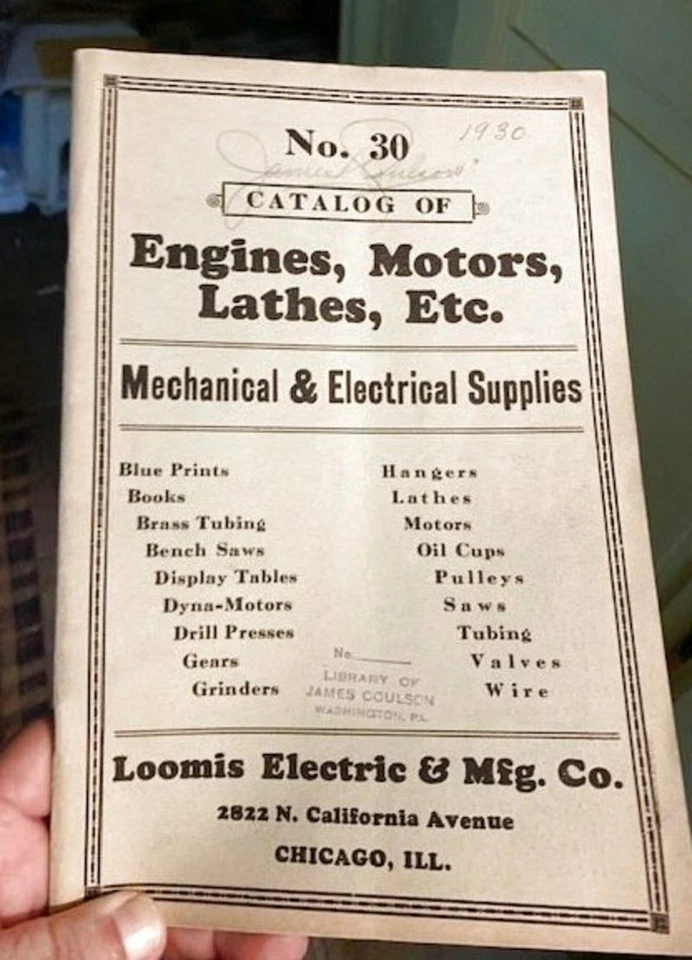 No. 30
1930
James Coulson
CATALOG OF
Engines, Motors,
Lathes, Etc.
Mechanical & Electrical Supplies
Blue Prints
Books
Brass Tubing
Bench Saws
Display Tables
Dyna-Motors
Drill Presses
Gears
Grinders
Hangers
Lathes
Motors
Oil Cups
Pulleys
Saws
Tubing
Valves
Wire
No.
LIBRARY OF
JAMES COULSON
WASHINGTON, PA.
Loomis Electric & Mfg. Co.
2822 N. California Avenue
CHICAGO, ILL.